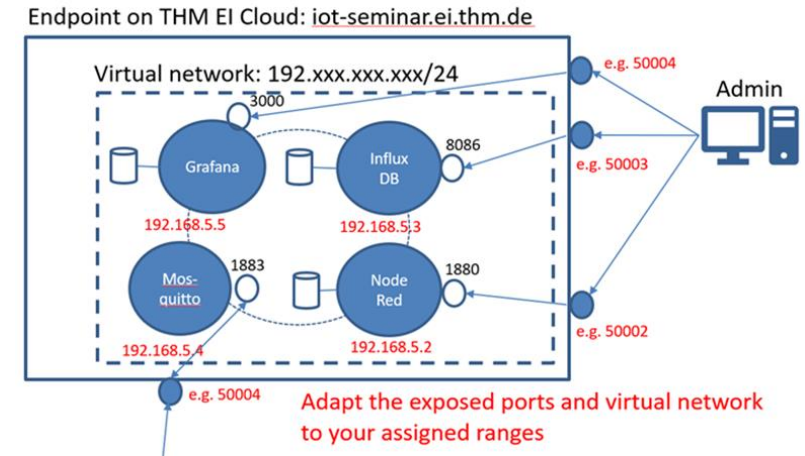 Endpoint on THM EI Cloud: iot-seminar.ei.thm.de
Virtual network: 192.xxx.xxx.xxx/24
e.g. 50004
Admin
3000
Grafana
Influx
DB
8086
e.g. 50003
192.168.5.5
192.168.5.3
Mos-
quitto
1883
Node
Red
1880
e.g. 50002
192.168.5.4
192.168.5.2
e.g. 50004
Adapt the exposed ports and virtual network
to your assigned ranges